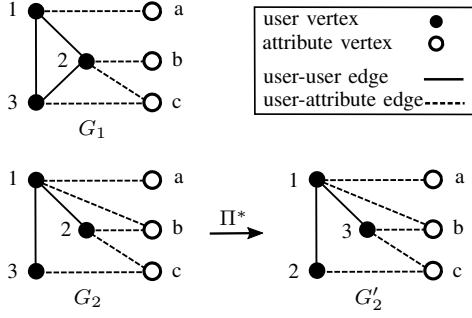 1 a
2 b
3 c
G₁
user vertex
attribute vertex
user-user edge
user-attribute edge
1 a
2 b
3 c
G₂
Π*
1 a
3 b
2 c
G₂′